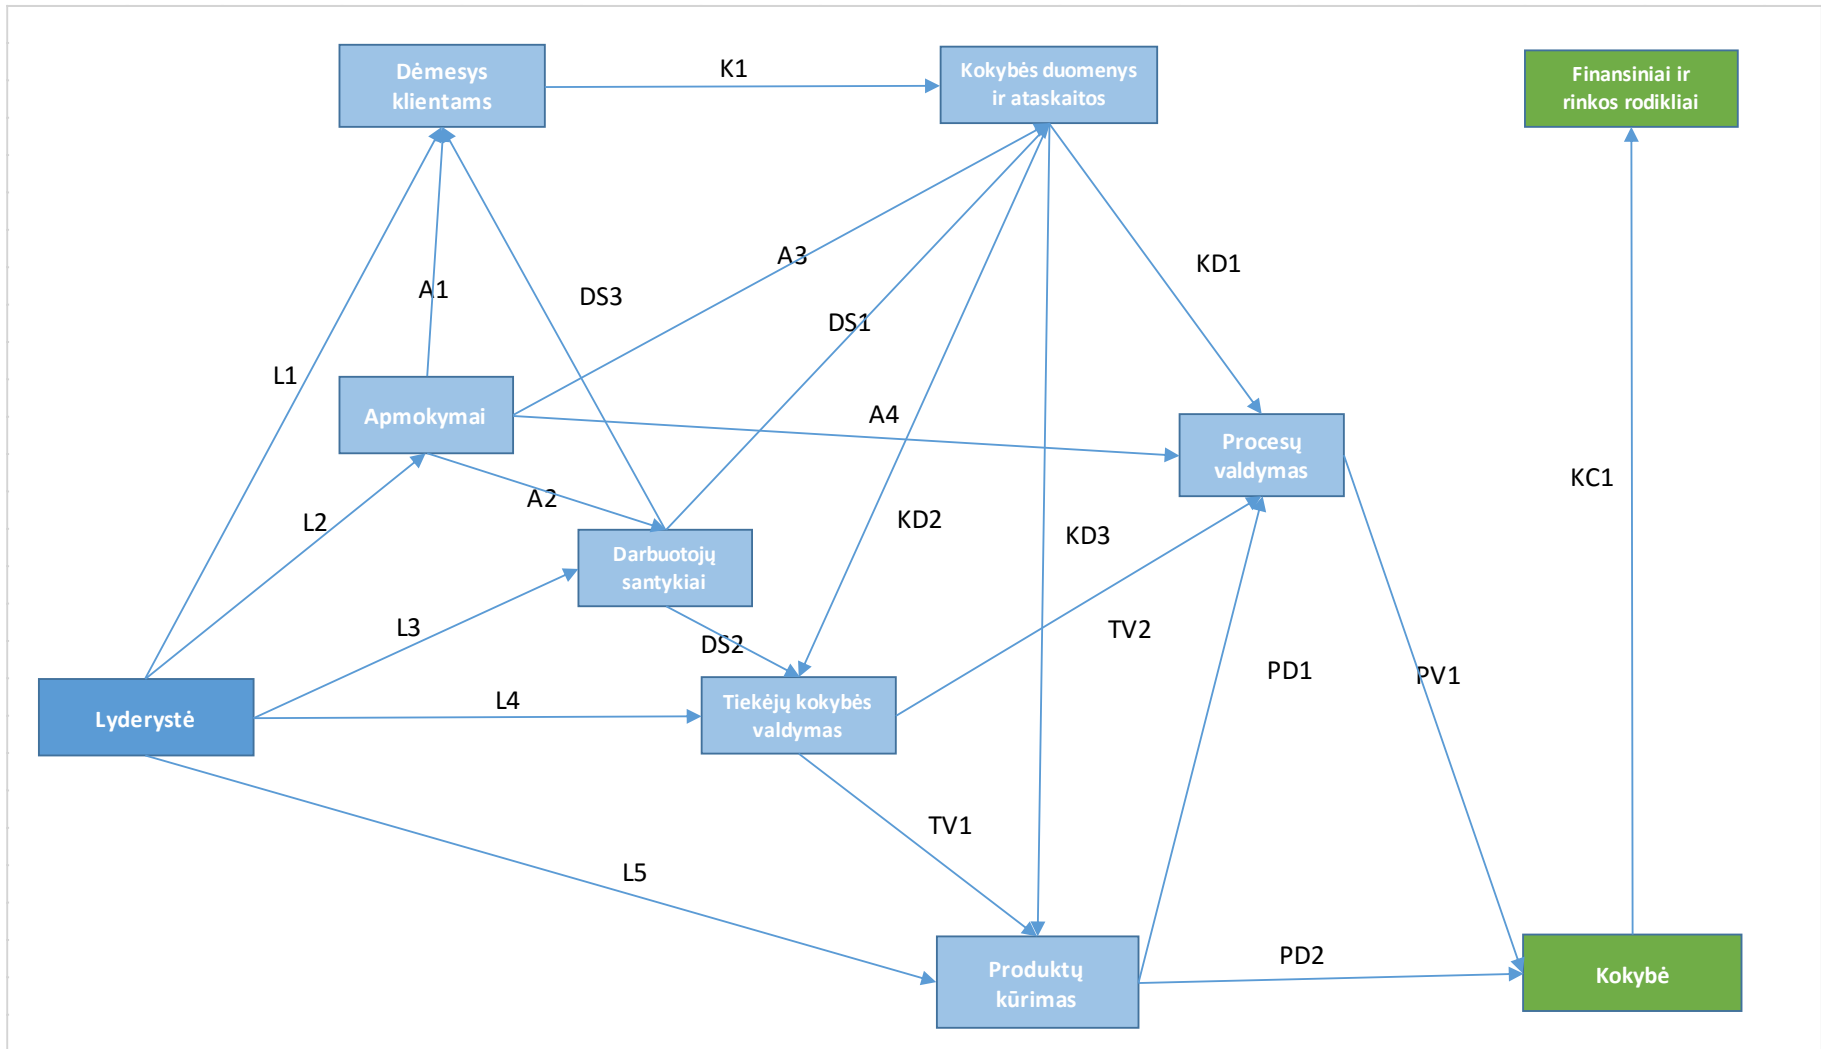 Dėmesys
klientams
K1
Kokybės duomenys
ir ataskaitos
Finansiniai ir
rinkos rodikliai
A3
KD1
A1
DS3
DS1
L1
Apmokymai
A4
Procesų
valdymas
KC1
A2
L2
KD2
KD3
Darbuotojų
santykiai
L3
DS2
TV2
PD1
PV1
Lyderystė
L4
Tiekėjų kokybės
valdymas
TV1
L5
Produktų
kūrimas
PD2
Kokybė